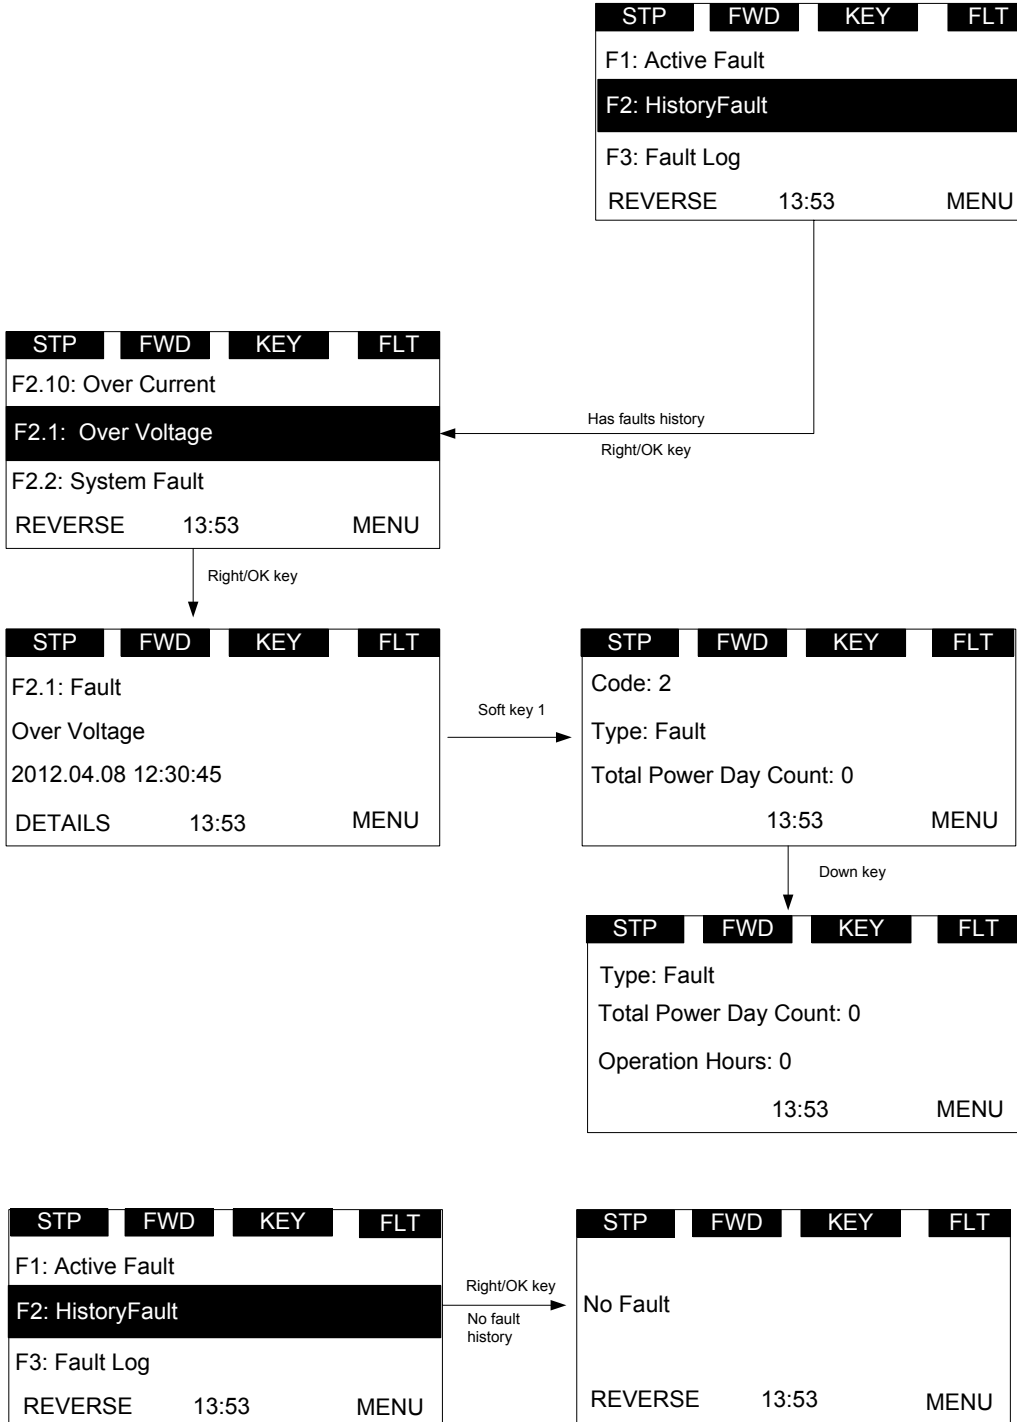 STP FWD KEY FLT
F1: Active Fault
F2: HistoryFault
F3: Fault Log
REVERSE 13:53 MENU
Has faults history
Right/OK key
STP FWD KEY FLT
F2.10: Over Current
F2.1: Over Voltage
F2.2: System Fault
REVERSE 13:53 MENU
Right/OK key
STP FWD KEY FLT
F2.1: Fault
Over Voltage
2012.04.08 12:30:45
DETAILS 13:53 MENU
Soft key 1
STP FWD KEY FLT
Code: 2
Type: Fault
Total Power Day Count: 0
13:53 MENU
Down key
STP FWD KEY FLT
Type: Fault
Total Power Day Count: 0
Operation Hours: 0
13:53 MENU
STP FWD KEY FLT
F1: Active Fault
F2: HistoryFault
F3: Fault Log
REVERSE 13:53 MENU
Right/OK key
No fault
history
STP FWD KEY FLT
No Fault
REVERSE 13:53 MENU